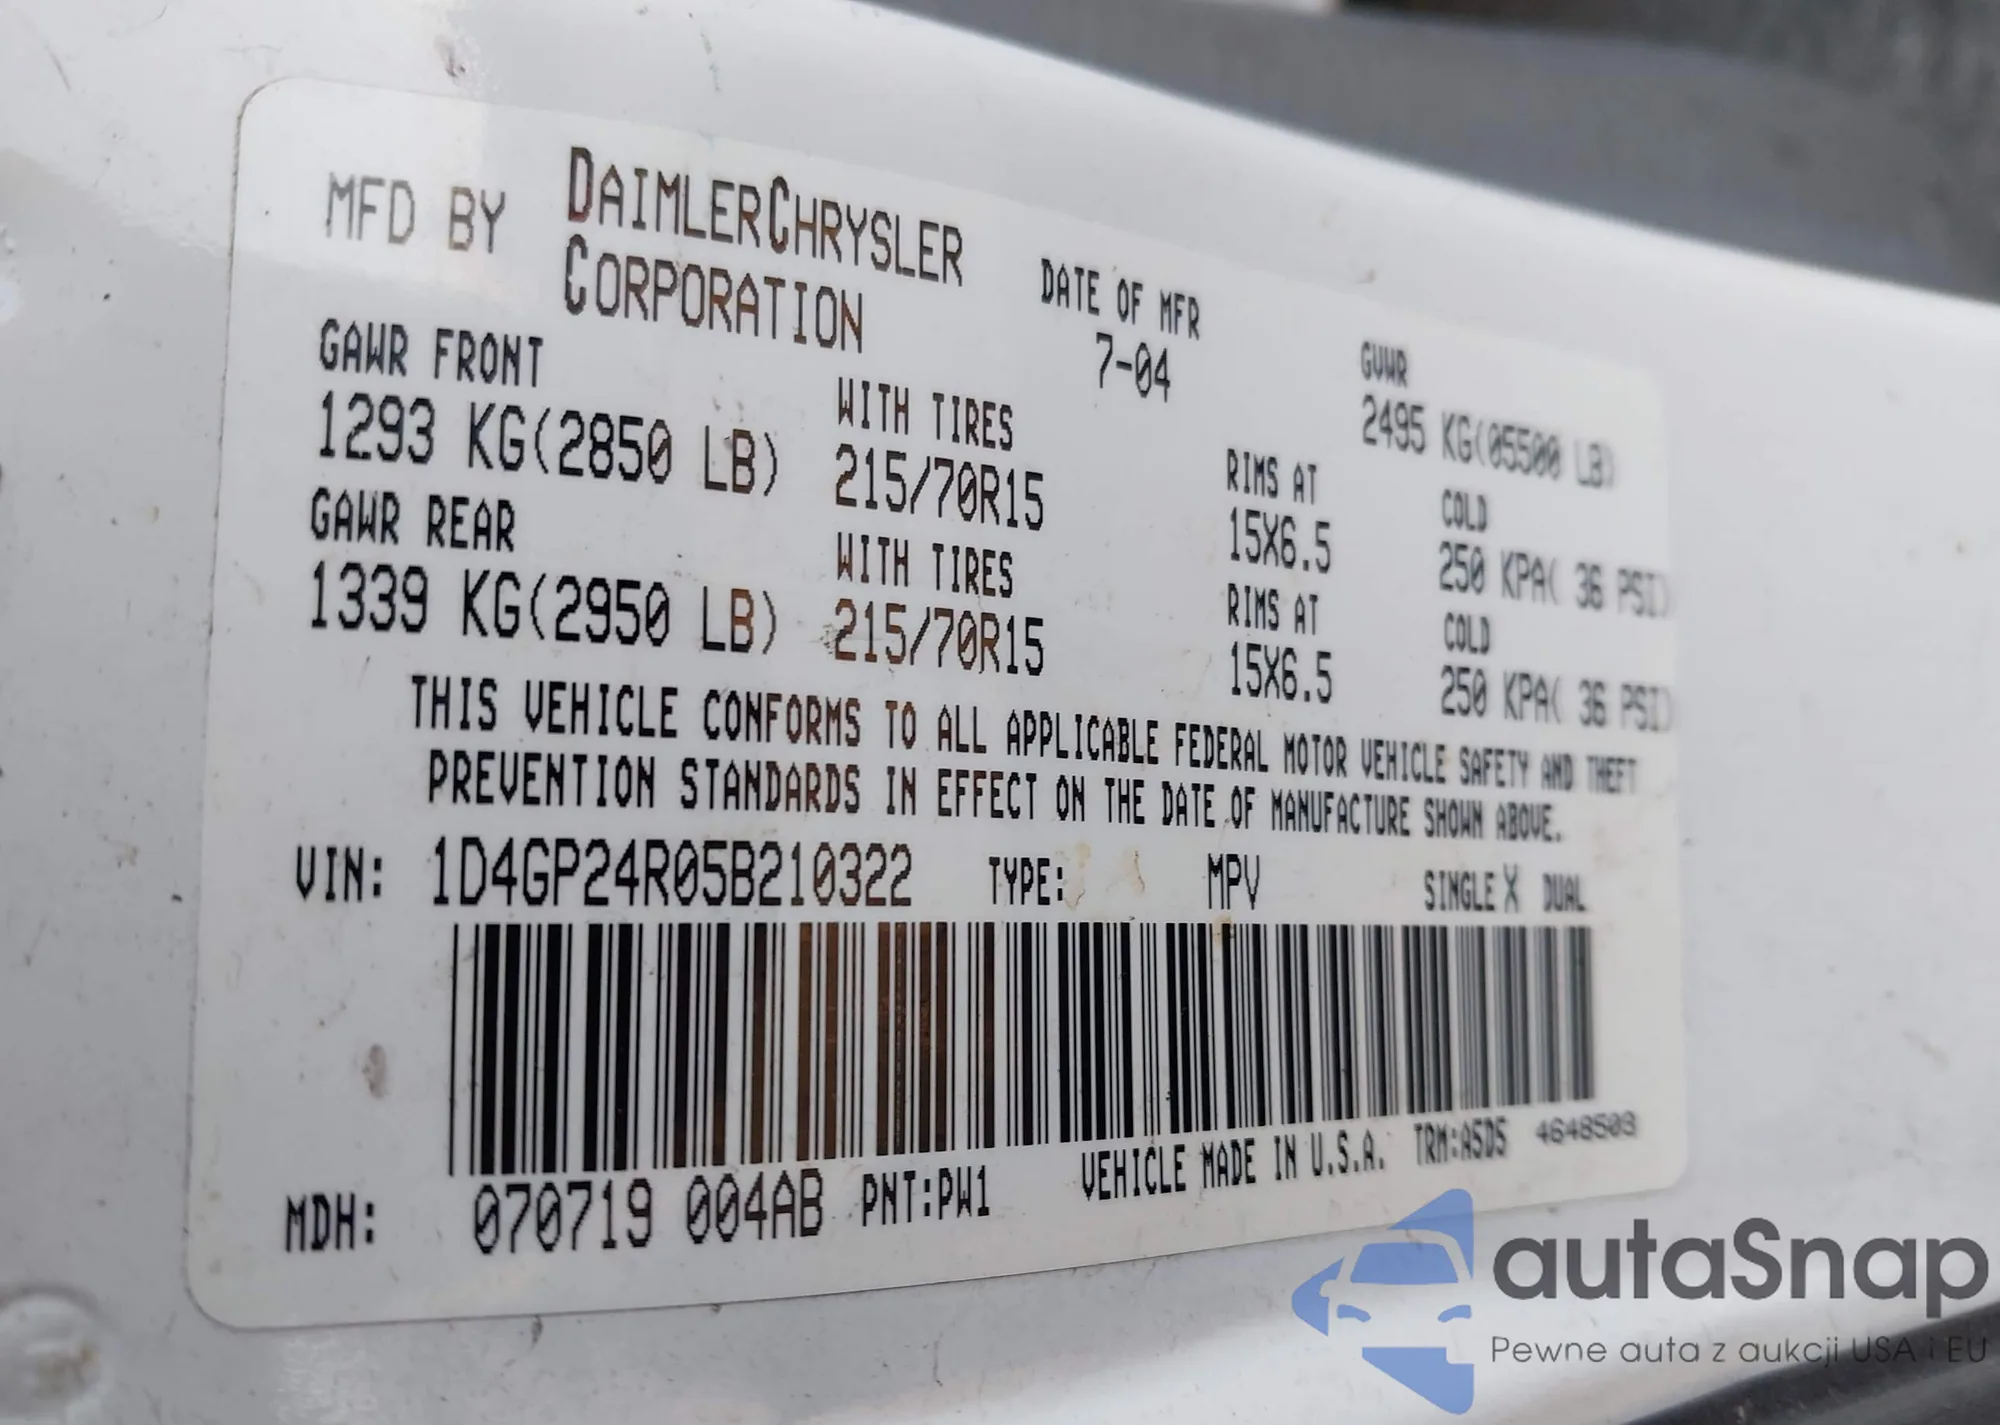 MFD BY DAIMLERCHRYSLER CORPORATION
DATE OF MFR 7-04
GVWR 2495 KG(05500 LB)
GAWR FRONT WITH TIRES RIMS AT COLD
1293 KG(2850 LB) 215/70R15 15X6.5 250 KPA( 36 PSI)
GAWR REAR WITH TIRES RIMS AT COLD
1339 KG(2950 LB) 215/70R15 15X6.5 250 KPA( 36 PSI)
THIS VEHICLE CONFORMS TO ALL APPLICABLE FEDERAL MOTOR VEHICLE SAFETY AND THEFT
PREVENTION STANDARDS IN EFFECT ON THE DATE OF MANUFACTURE SHOWN ABOVE.
VIN: 1D4GP24R05B210322 TYPE: MPV SINGLE X DUAL
MDH: 070719 004AB PNT:PW1 VEHICLE MADE IN U.S.A. TRM:A5D5 4648503
autaSnap
Pewne auta z aukcji USA i EU